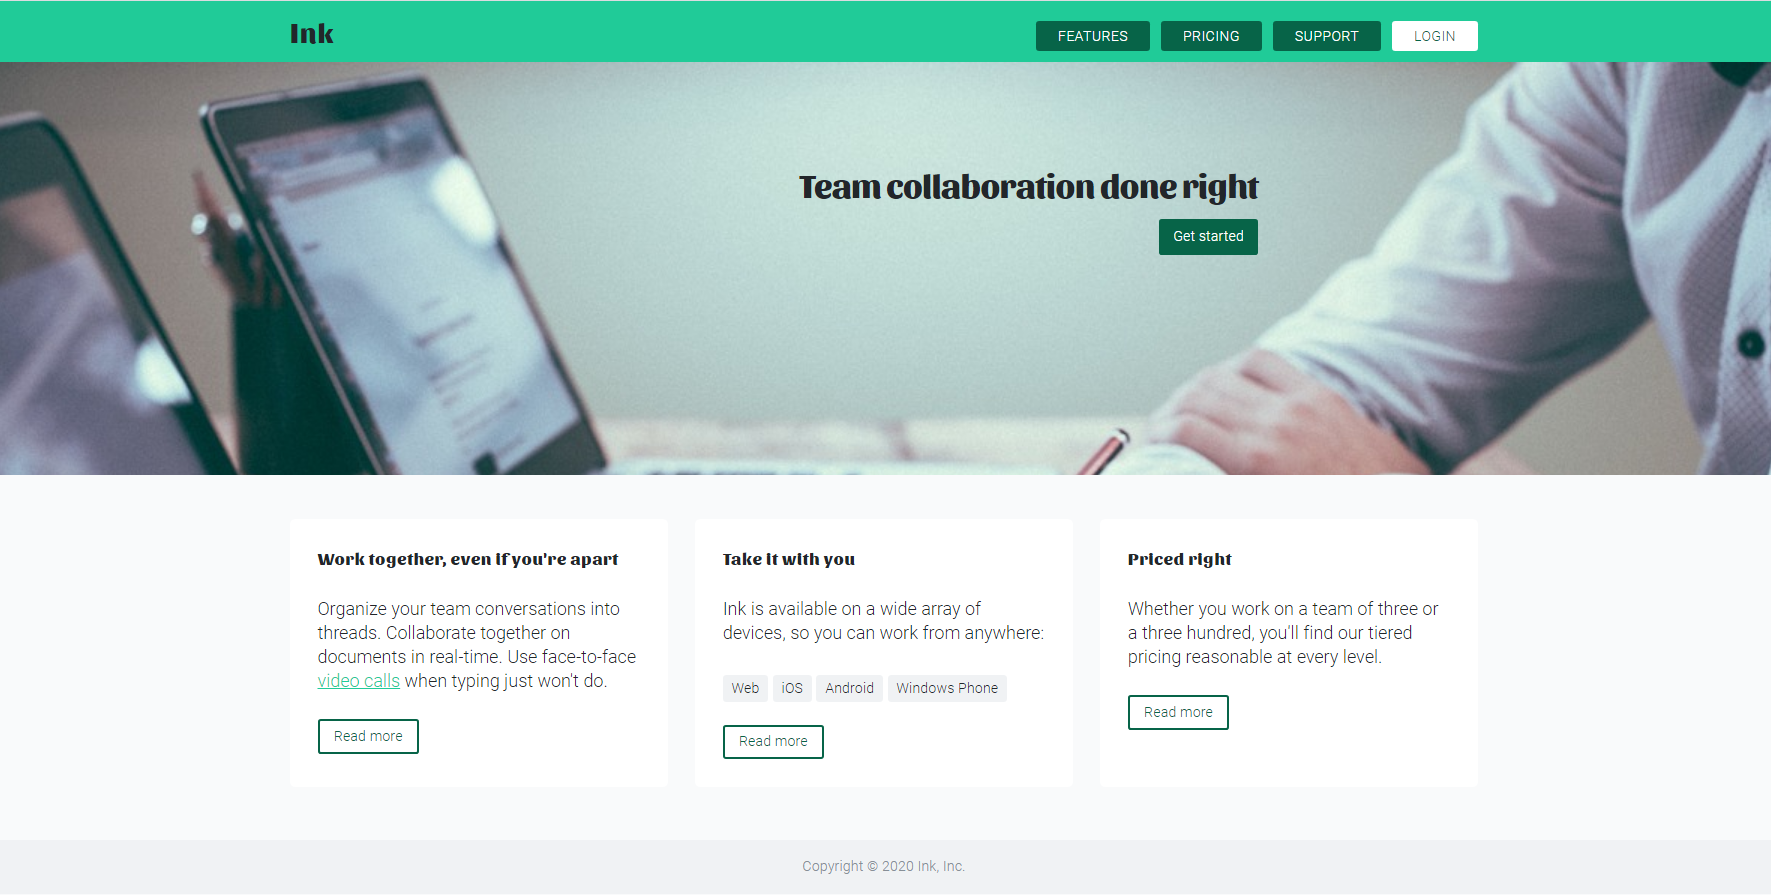 Ink
FEATURES PRICING SUPPORT LOGIN
Team collaboration done right
Get started
Work together, even if you're apart
Organize your team conversations into
threads. Collaborate together on
documents in real-time. Use face-to-face
video calls when typing just won't do.
Read more
Take it with you
Ink is available on a wide array of
devices, so you can work from anywhere:
Web iOS Android Windows Phone
Read more
Priced right
Whether you work on a team of three or
a three hundred, you'll find our tiered
pricing reasonable at every level.
Read more
Copyright © 2020 Ink, Inc.